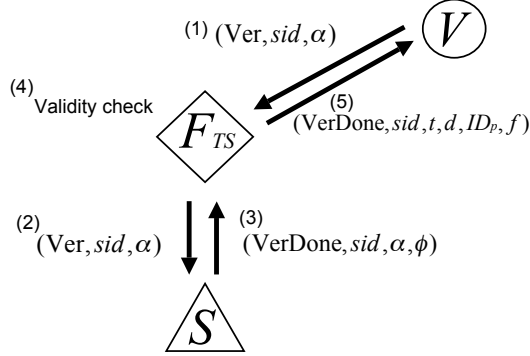 (1) (Ver, sid, α)
V
(4) Validity check
F_TS
(5)
(VerDone, sid, t, d, ID_p, f)
(2) (Ver, sid, α)
(3) (VerDone, sid, α, ϕ)
S